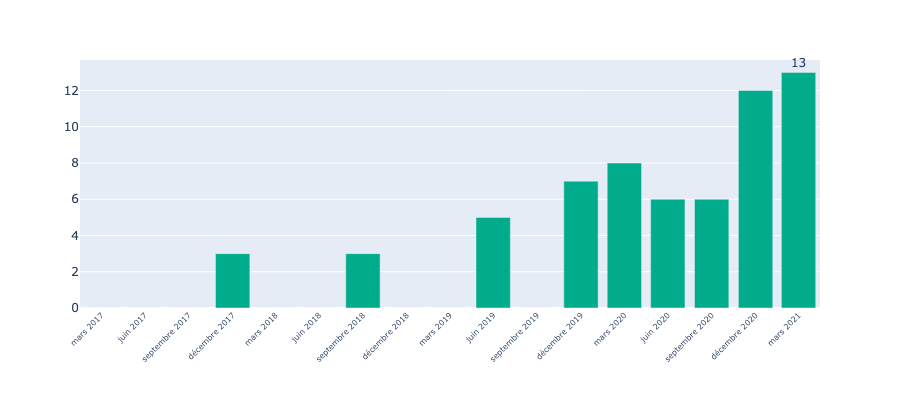 13
12
10
8
6
4
2
0
mars 2017
juin 2017
septembre 2017
décembre 2017
mars 2018
juin 2018
septembre 2018
décembre 2018
mars 2019
juin 2019
septembre 2019
décembre 2019
mars 2020
juin 2020
septembre 2020
décembre 2020
mars 2021